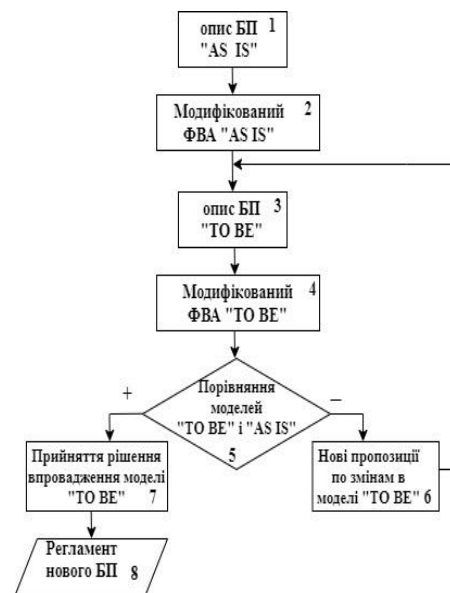 опис БП 1
"AS IS"
Модифікований 2
ФВА "AS IS"
опис БП 3
"TO BE"
Модифікований 4
ФВА "TO BE"
Порівняння
моделей
"TO BE" і "AS IS"
5
+
–
Прийняття рішення
впровадження моделі
"TO BE" 7
Нові пропозиції
по змінам в
моделі "TO BE" 6
Регламент
нового БП 8